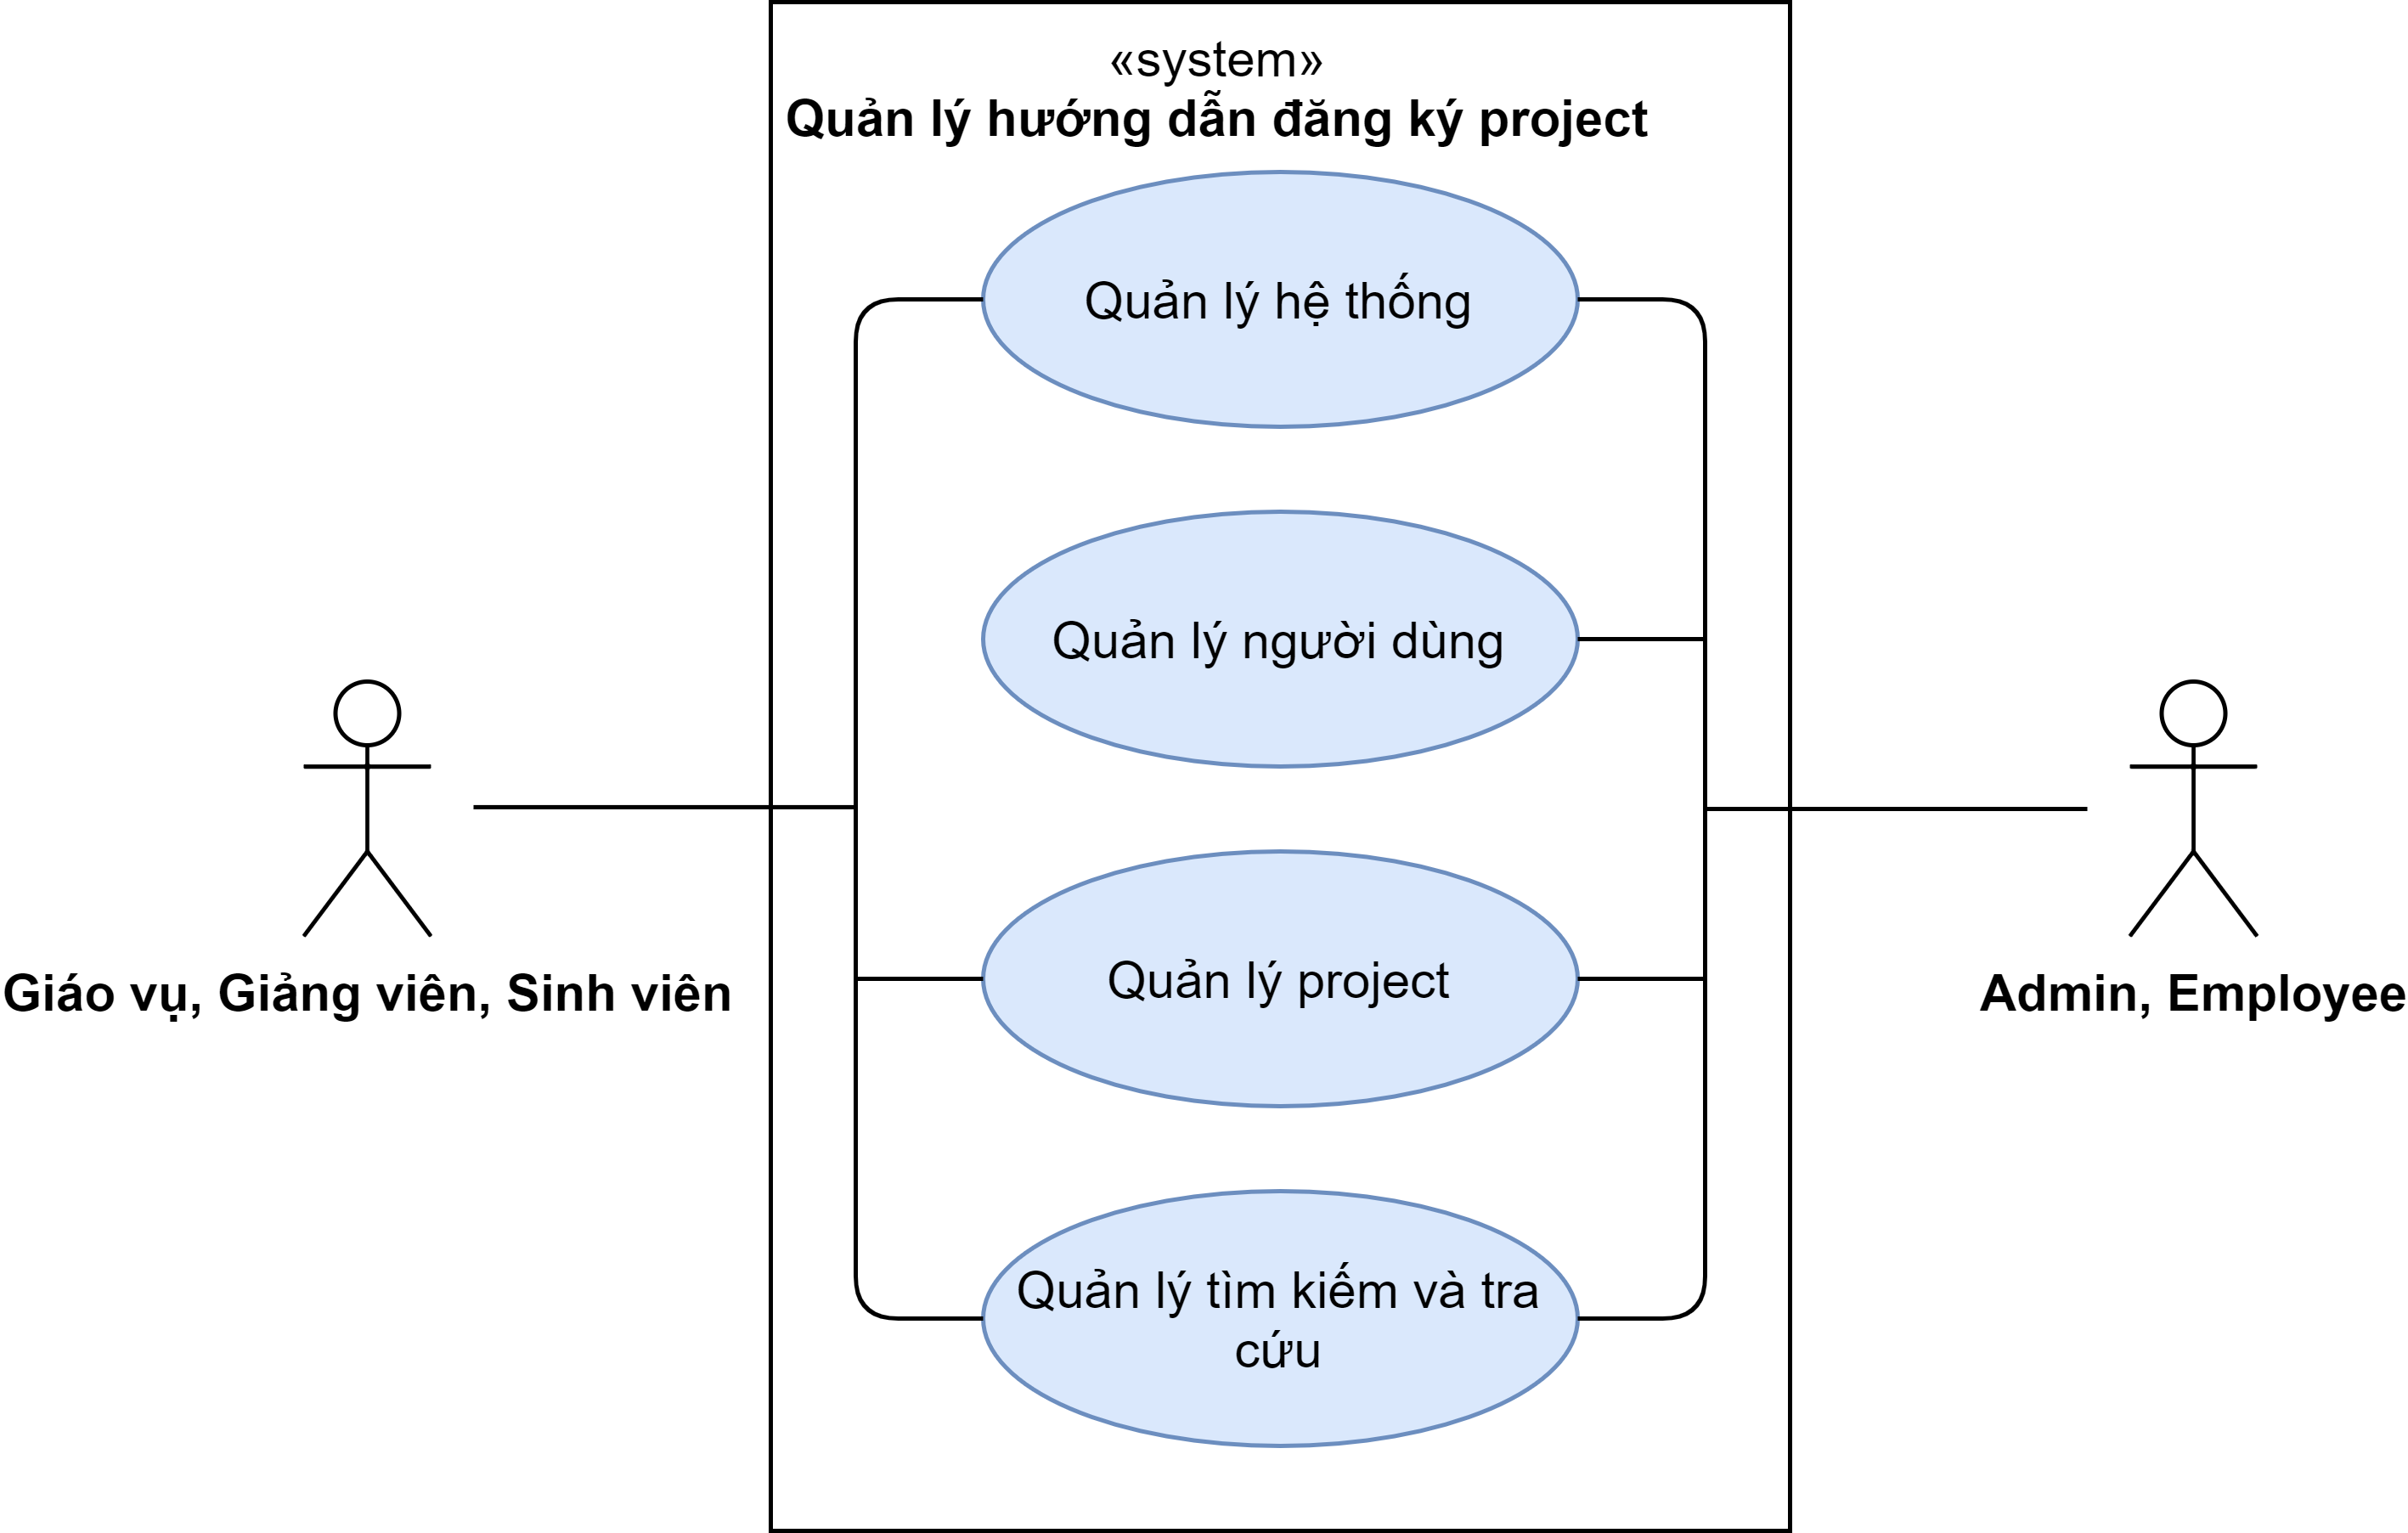 «system»
Quản lý hướng dẫn đăng ký project
Quản lý hệ thống
Quản lý người dùng
Giáo vụ, Giảng viên, Sinh viên
Quản lý project
Admin, Employee
Quản lý tìm kiếm và tra
cứu